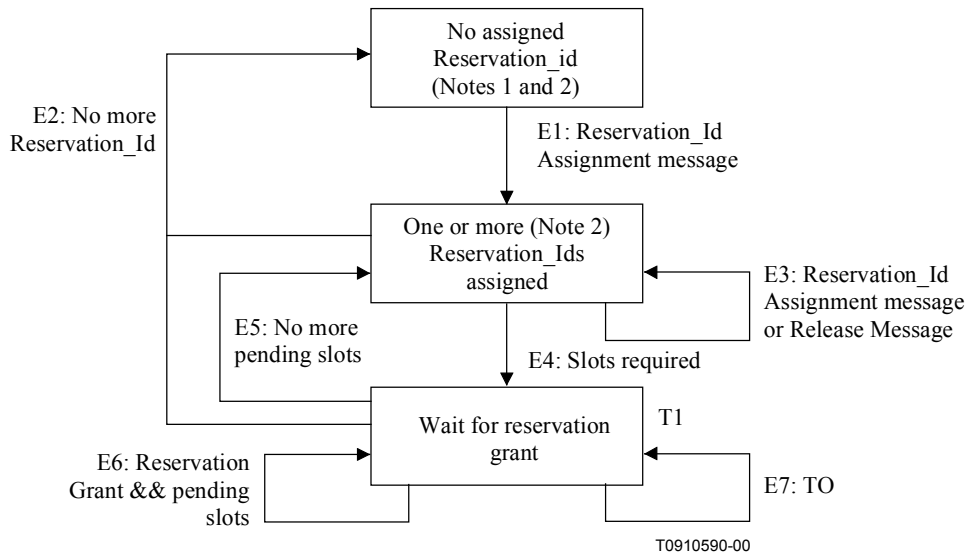 No assigned
Reservation_id
(Notes 1 and 2)
E2: No more
Reservation_Id
E1: Reservation_Id
Assignment message
One or more (Note 2)
Reservation_Ids
assigned
E3: Reservation_Id
Assignment message
or Release Message
E5: No more
pending slots
E4: Slots required
Wait for reservation
grant
T1
E6: Reservation
Grant && pending
slots
E7: TO
T0910590-00